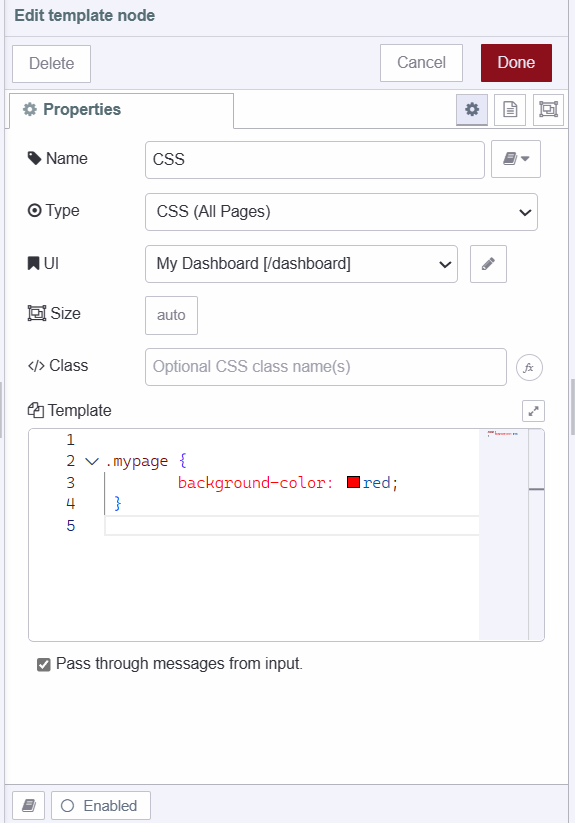 Edit template node
Delete Cancel Done
Properties
Name CSS
Type CSS (All Pages)
UI My Dashboard [/dashboard]
Size auto
</> Class Optional CSS class name(s) fx
Template
1
2 .mypage {
3 background-color: red;
4 }
5
Pass through messages from input.
Enabled